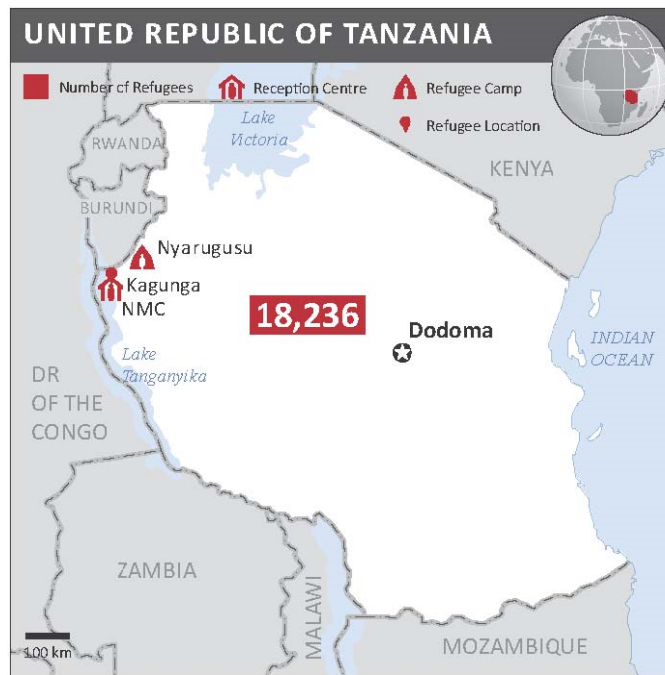 UNITED REPUBLIC OF TANZANIA
Number of Refugees
Reception Centre
Refugee Camp
Refugee Location
Lake
Victoria
RWANDA
KENYA
BURUNDI
Nyarugusu
Kagunga
NMC
18,236
Dodoma
INDIAN
OCEAN
Lake
Tanganyika
DR
OF THE
CONGO
ZAMBIA
MALAWI
MOZAMBIQUE
100 km